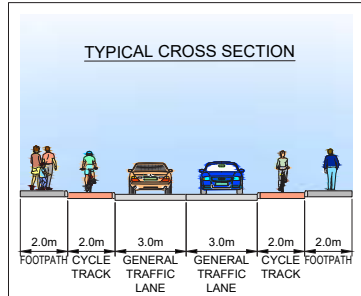 TYPICAL CROSS SECTION
2.0m 2.0m 3.0m 3.0m 2.0m 2.0m
FOOTPATH CYCLE GENERAL GENERAL CYCLE FOOTPATH
TRACK TRAFFIC TRAFFIC TRACK
LANE LANE